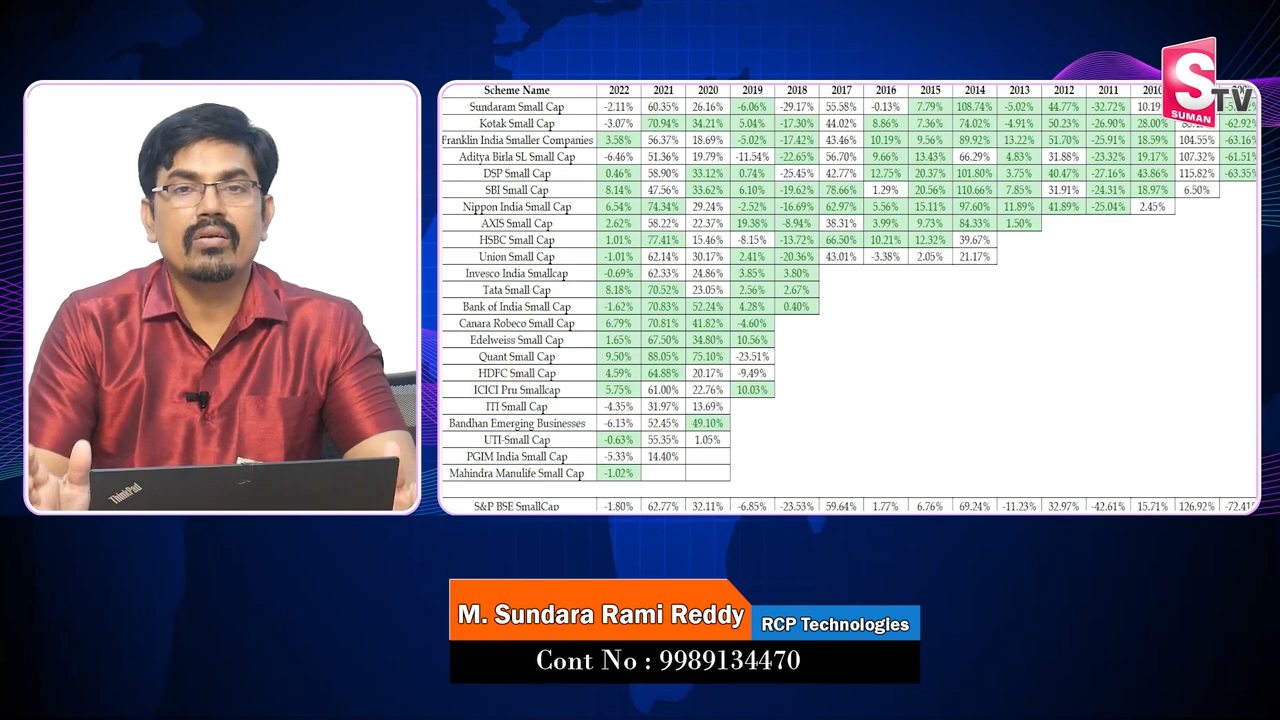 S
SUMAN
TV
Scheme Name 2022 2021 2020 2019 2018 2017 2016 2015 2014 2013 2012 2011 2010
Sundaram Small Cap -2.11% 60.35% 26.16% -6.06% -29.17% 55.58% -0.13% 7.79% 108.74% -5.02% 44.77% -32.72% 10.19
Kotak Small Cap -3.07% 70.94% 34.21% 5.04% -17.30% 44.02% 8.86% 7.36% 74.02% -4.91% 50.23% -26.90% 28.00% -62.92%
Franklin India Smaller Companies 3.58% 56.37% 18.69% -5.02% -17.42% 43.46% 10.19% 9.56% 89.92% 13.22% 51.70% -25.91% 18.59% 104.55% -63.16%
Aditya Birla SL Small Cap -6.46% 51.36% 19.79% -11.54% -22.65% 56.70% 9.66% 13.43% 66.29% 4.83% 31.88% -23.32% 19.17% 107.32% -61.51%
DSP Small Cap 0.46% 58.90% 33.12% 0.74% -25.45% 42.77% 12.75% 20.37% 101.80% 3.75% 40.47% -27.16% 43.86% 115.82% -63.35%
SBI Small Cap 8.14% 47.56% 33.62% 6.10% -19.62% 78.66% 1.29% 20.56% 110.66% 7.85% 31.91% -24.31% 18.97% 6.50%
Nippon India Small Cap 6.54% 74.34% 29.24% -2.52% -16.69% 62.97% 5.56% 15.11% 97.60% 11.89% 41.89% -25.04% 2.45%
AXIS Small Cap 2.62% 58.22% 22.37% 19.38% -8.94% 38.31% 3.99% 9.73% 84.33% 1.50%
HSBC Small Cap 1.01% 77.41% 15.46% -8.15% -13.72% 66.50% 10.21% 12.32% 39.67%
Union Small Cap -1.01% 62.14% 30.17% 2.41% -20.36% 43.01% -3.38% 2.05% 21.17%
Invesco India Smallcap -0.69% 62.33% 24.86% 3.85% 3.80%
Tata Small Cap 8.18% 70.52% 23.05% 2.56% 2.67%
Bank of India Small Cap -1.62% 70.83% 52.24% 4.28% 0.40%
Canara Robeco Small Cap 6.79% 70.81% 41.82% -4.60%
Edelweiss Small Cap 1.65% 67.50% 34.80% 10.56%
Quant Small Cap 9.50% 88.05% 75.10% -23.51%
HDFC Small Cap 4.59% 64.88% 20.17% -9.49%
ICICI Pru Smallcap 5.75% 61.00% 22.76% 10.03%
ITI Small Cap -4.35% 31.97% 13.69%
Bandhan Emerging Businesses -6.13% 52.45% 49.10%
UTI-Small Cap -0.63% 55.35% 1.05%
PGIM India Small Cap -5.33% 14.40%
Mahindra Manulife Small Cap -1.02%
S&P BSE SmallCap -1.80% 62.77% 32.11% -6.85% -23.53% 59.64% 1.77% 6.76% 69.24% -11.23% 32.97% -42.61% 15.71% 126.92% -72.41%
ThinkPad
M. Sundara Rami Reddy
RCP Technologies
Cont No : 9989134470